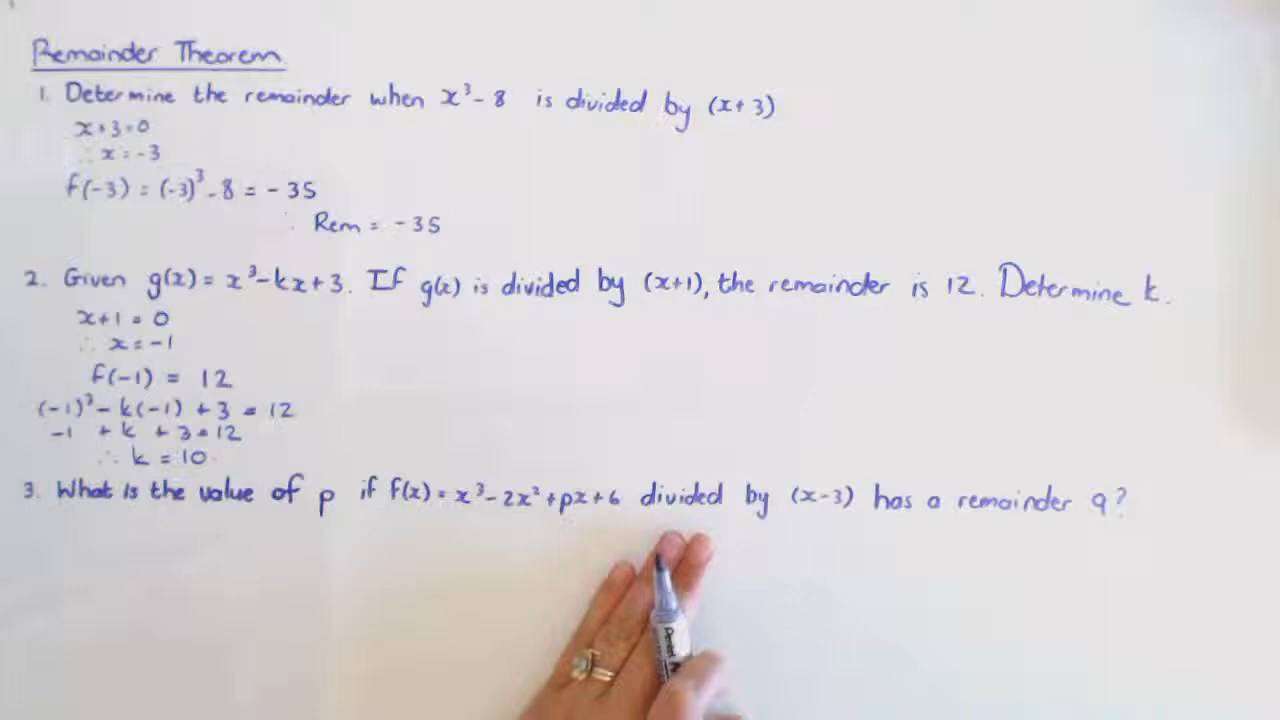 Remainder Theorem
1. Determine the remainder when x³ - 8 is divided by (x + 3)
x + 3 = 0
∴ x = -3
f(-3) = (-3)³ - 8 = -35
∴ Rem = -35
2. Given g(x) = x³ - kx + 3. If g(x) is divided by (x+1), the remainder is 12. Determine k.
x + 1 = 0
∴ x = -1
f(-1) = 12
(-1)³ - k(-1) + 3 = 12
-1 + k + 3 = 12
∴ k = 10.
3. What is the value of p if f(x) = x³ - 2x² + px + 6 divided by (x-3) has a remainder 9?
Pentel